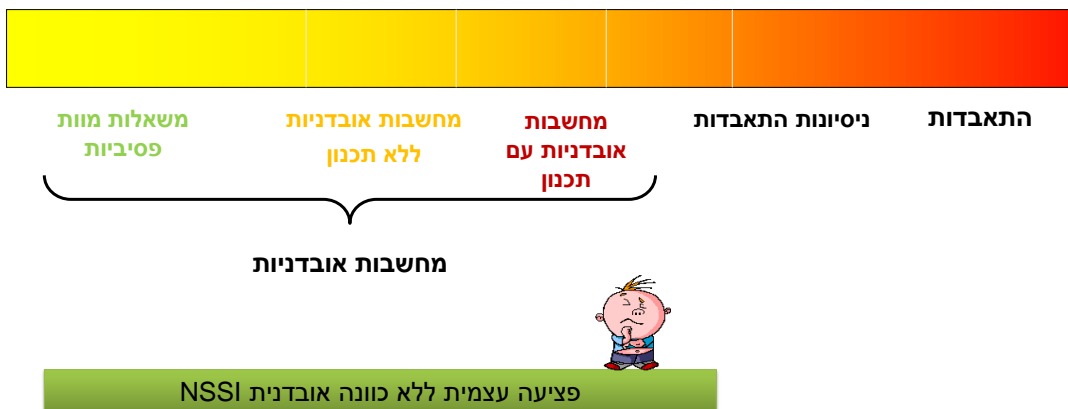 התאבדות
ניסיונות התאבדות
מחשבות
אובדניות עם
תכנון
מחשבות אובדניות
ללא תכנון
משאלות מוות
פסיביות
מחשבות אובדניות
פציעה עצמית ללא כוונה אובדנית NSSI